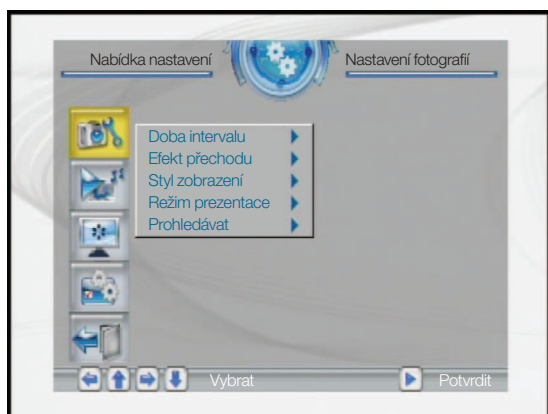 Nabídka nastavení
Nastavení fotografií
Doba intervalu
Efekt přechodu
Styl zobrazení
Režim prezentace
Prohledávat
Vybrat
Potvrdit